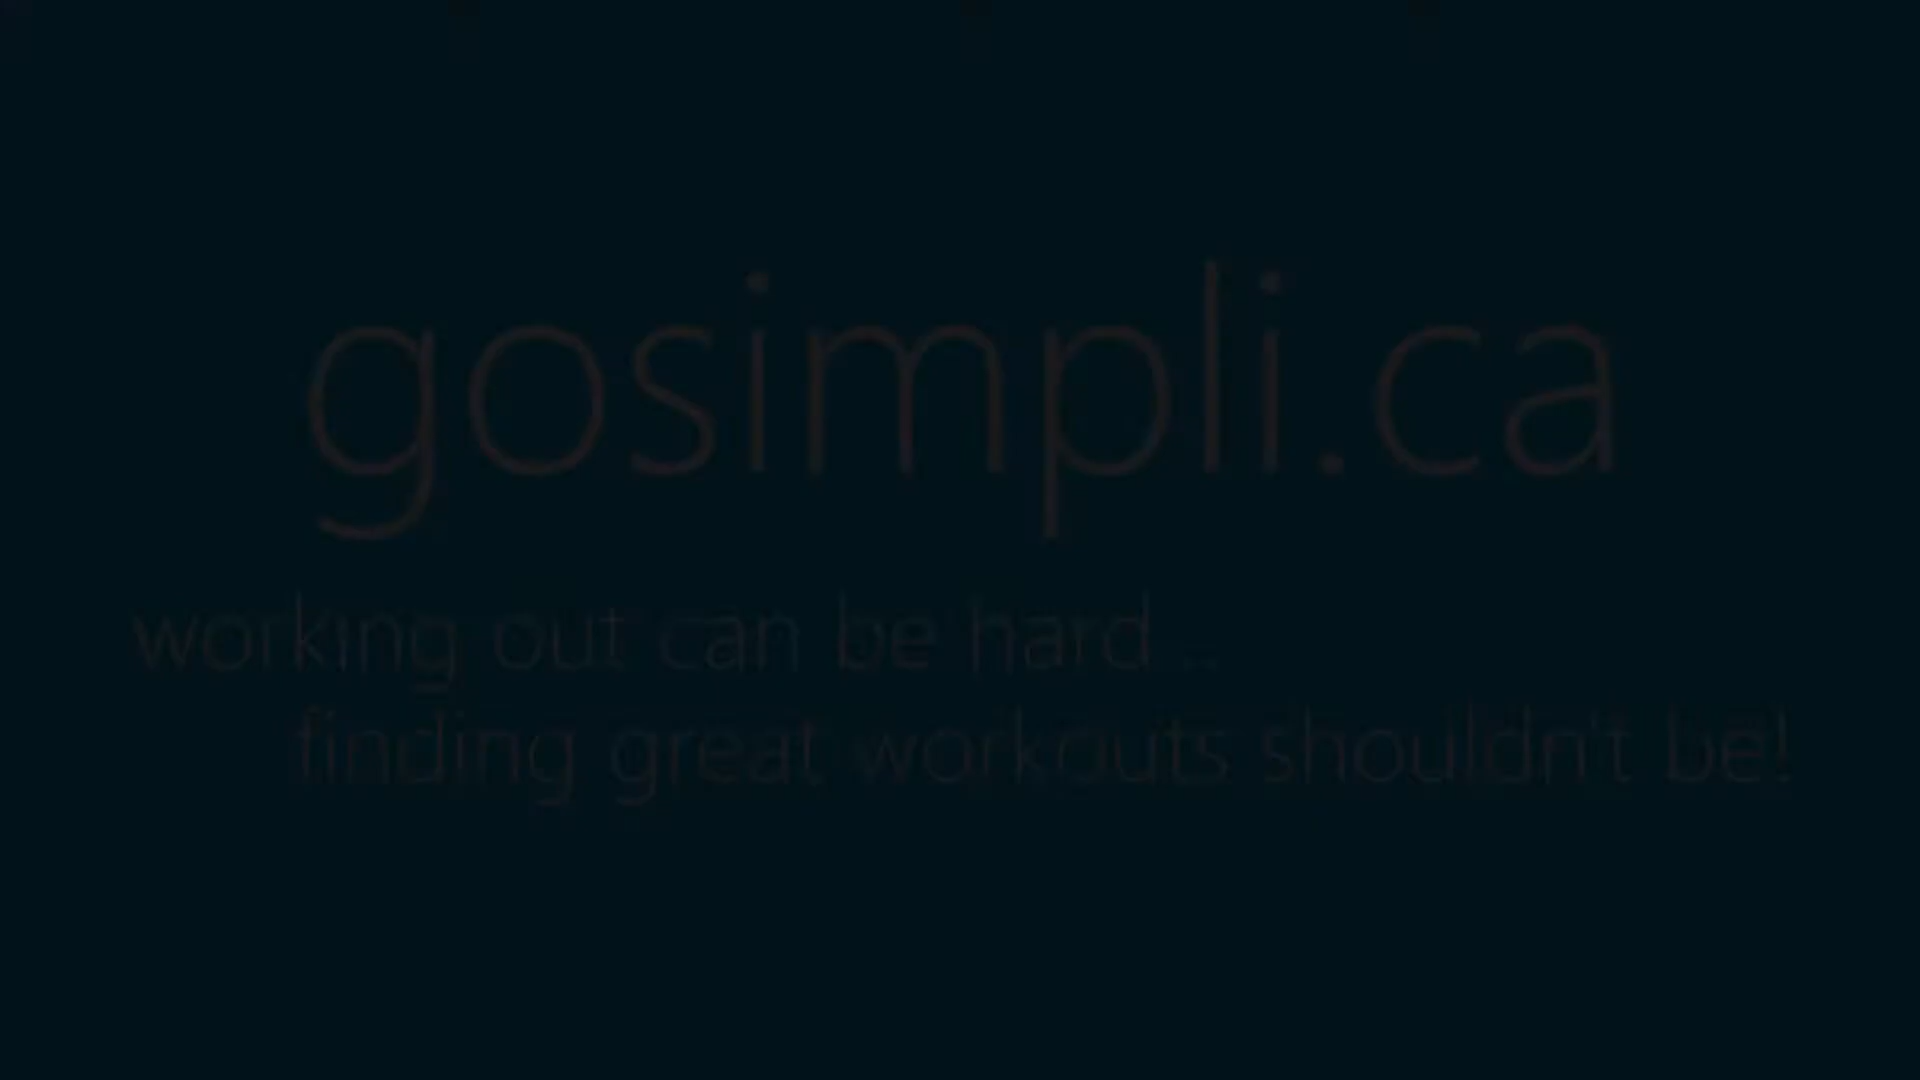 gosimpli.ca
working out can be hard ...
finding great workouts shouldn't be!